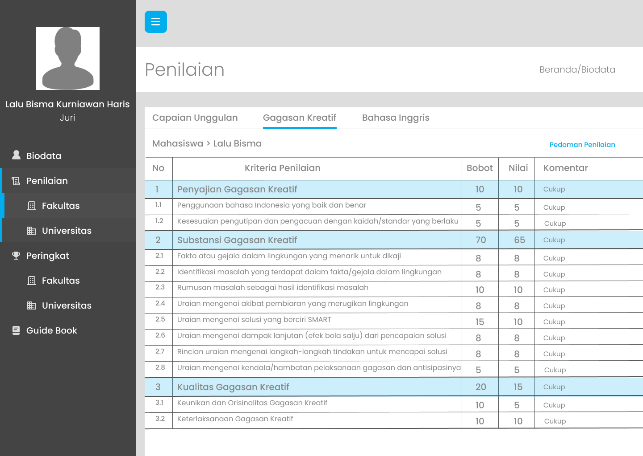 Lalu Bisma Kurniawan Haris
Juri
Biodata
Penilaian
Fakultas
Universitas
Peringkat
Fakultas
Universitas
Guide Book
Penilaian
Beranda/Biodata
Capaian Unggulan Gagasan Kreatif Bahasa Inggris
Mahasiswa > Lalu Bisma Pedoman Penilaian
No Kriteria Penilaian Bobot Nilai Komentar
1 Penyajian Gagasan Kreatif 10 10 Cukup
1.1 Penggunaan bahasa Indonesia yang baik dan benar 5 5 Cukup
1.2 Kesesuaian pengutipan dan pengacuan dengan kaidah/standar yang berlaku 5 5 Cukup
2 Substansi Gagasan Kreatif 70 65 Cukup
2.1 Fakta atau gejala dalam lingkungan yang menarik untuk dikaji 8 8 Cukup
2.2 identifikasi masalah yang terdapat dalam fakta/gejala dalam lingkungan 8 8 Cukup
2.3 Rumusan masalah sebagai hasil identifikasi masalah 10 10 Cukup
2.4 Uraian mengenai akibat pembiaran yang merugikan lingkungan 8 8 Cukup
2.5 Uraian mengenai solusi yang berciri SMART 15 10 Cukup
2.6 Uraian mengenai dampak lanjutan (efek bola salju) dari pencapaian solusi 8 8 Cukup
2.7 Rincian uraian mengenai langkah-langkah tindakan untuk mencapai solusi 8 8 Cukup
2.8 Uraian mengenai kendala/hambatan pelaksanaan gagasan dan antisipasinya 5 5 Cukup
3 Kualitas Gagasan Kreatif 20 15 Cukup
3.1 Keunikan dan Orisinalitas Gagasan Kreatif 10 5 Cukup
3.2 Keterlaksanaan Gagasan Kreatif 10 10 Cukup